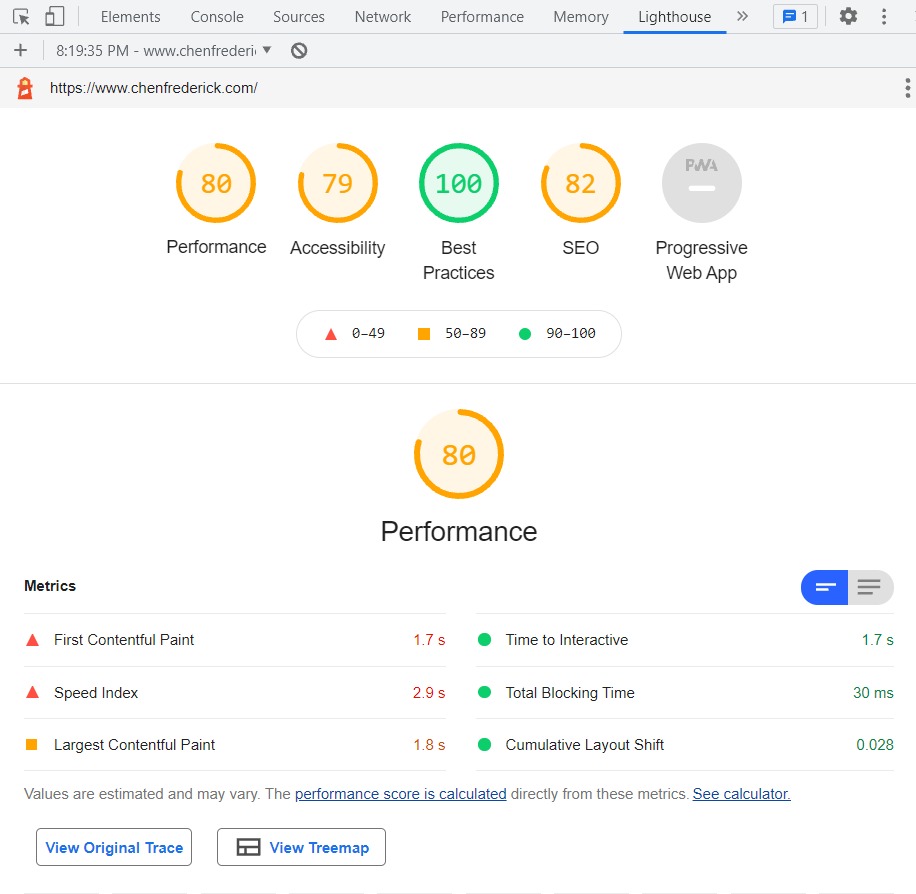 Elements Console Sources Network Performance Memory Lighthouse » 1
+ 8:19:35 PM - www.chenfrederic
https://www.chenfrederick.com/
80 79 100 82 PWA
Performance Accessibility Best Practices SEO Progressive Web App
0–49 50–89 90–100
80
Performance
Metrics
First Contentful Paint 1.7 s Time to Interactive 1.7 s
Speed Index 2.9 s Total Blocking Time 30 ms
Largest Contentful Paint 1.8 s Cumulative Layout Shift 0.028
Values are estimated and may vary. The performance score is calculated directly from these metrics. See calculator.
View Original Trace View Treemap